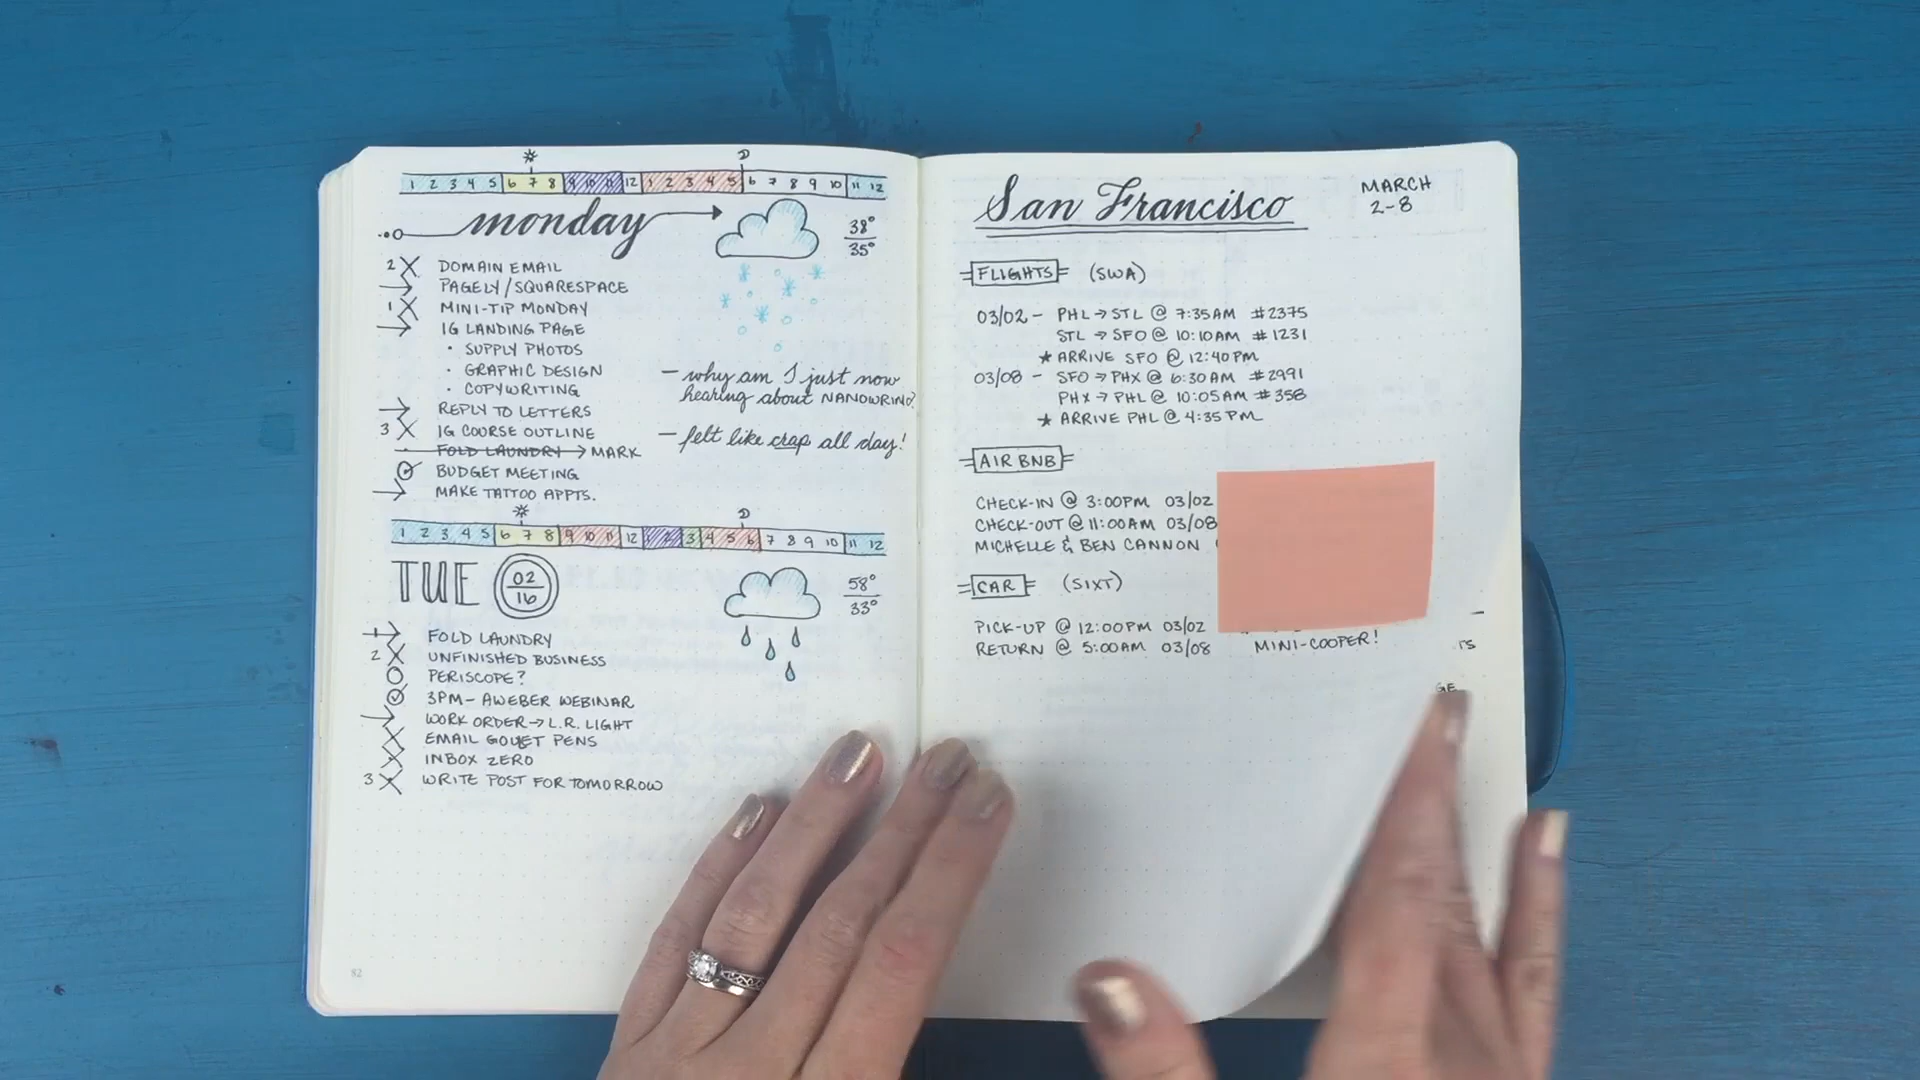 1 2 3 4 5 6 7 8 9 10 11 12 1 2 3 4 5 6 7 8 9 10 11 12
monday
38°
35°
2 X DOMAIN EMAIL
→ PAGELY/SQUARESPACE
1 X MINI-TIP MONDAY
→ IG LANDING PAGE
• SUPPLY PHOTOS
• GRAPHIC DESIGN
• COPYWRITING
→ REPLY TO LETTERS
3 X IG COURSE OUTLINE
FOLD LAUNDRY → MARK
BUDGET MEETING
→ MAKE TATTOO APPTS.
— why am I just now
hearing about NANOWRIMO?
— felt like crap all day!
1 2 3 4 5 6 7 8 9 10 11 12 1 2 3 4 5 6 7 8 9 10 11 12
TUE 02/16
58°
33°
→ FOLD LAUNDRY
2 X UNFINISHED BUSINESS
PERISCOPE?
3PM - AWEBER WEBINAR
→ WORK ORDER → L.R. LIGHT
X EMAIL GOULET PENS
X INBOX ZERO
3 X WRITE POST FOR TOMORROW
82
San Francisco
MARCH
2-8
FLIGHTS (SWA)
03/02 - PHL → STL @ 7:35AM #2375
STL → SFO @ 10:10AM #1231
★ ARRIVE SFO @ 12:40PM
03/08 - SFO → PHX @ 6:30AM #2991
PHX → PHL @ 10:05AM #358
★ ARRIVE PHL @ 4:35PM
AIRBNB
CHECK-IN @ 3:00PM 03/02
CHECK-OUT @ 11:00AM 03/08
MICHELLE & BEN CANNON
CAR (SIXT)
PICK-UP @ 12:00PM 03/02
RETURN @ 5:00AM 03/08 MINI-COOPER!